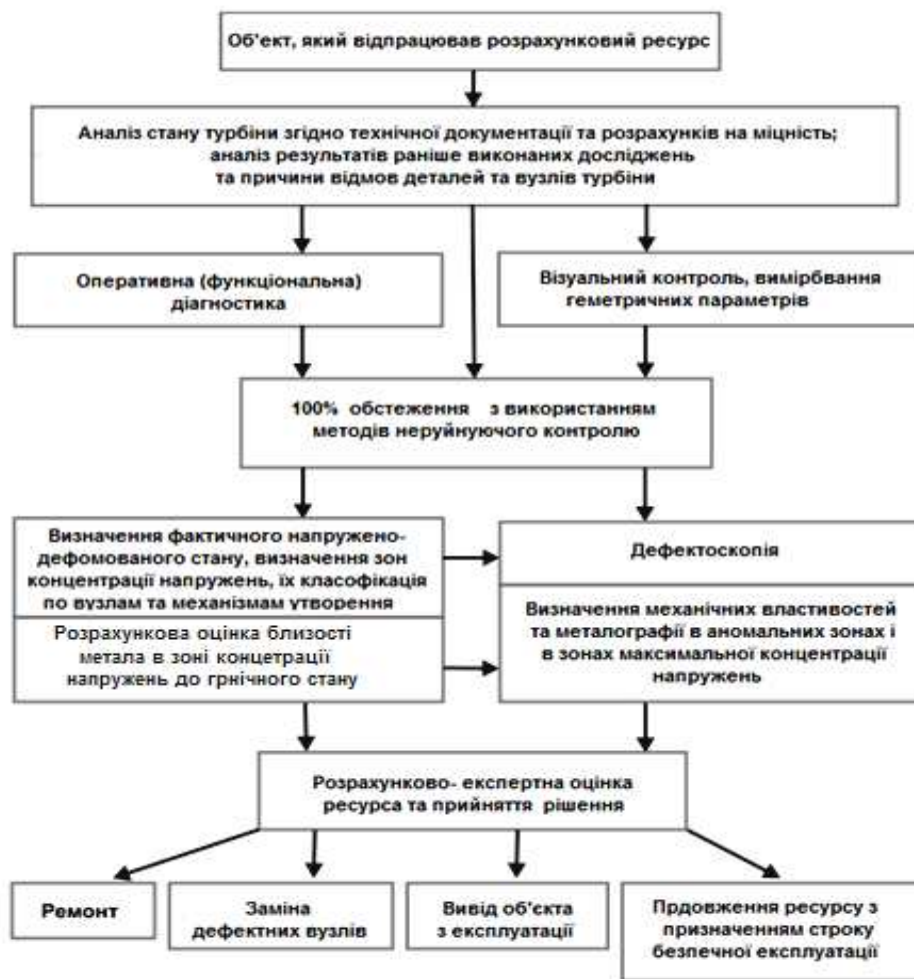 Об'ект, який відпрацював розрахунковий ресурс
Аналіз стану турбіни згідно технічної документації та розрахунків на міцність;
аналіз результатів раніше виконаних досліджень
та причини відмов деталей та вузлів турбіни
Оперативна (функціональна)
діагностика
Візуальний контроль, вимірбвання
геметричних параметрів
100% обстеження з використанням
методів неруйнуючого контролю
Визначення фактичного напружено-
дефомованого стану, визначення зон
концентрації напружень, їх класофікація
по вузлам та механізмам утворення
Дефектоскопія
Розрахункова оцінка близості
метала в зоні концетрації
напружень до грнічного стану
Визначення механічних властивостей
та металографії в аномальних зонах і
в зонах максимальної концентрації
напружень
Розрахунково- експертна оцінка
ресурса та прийняття рішення
Ремонт
Заміна
дефектних вузлів
Вивід об'єкта
з експлуатації
Прдовження ресурсу з
призначенням строку
безпечної експлуатації